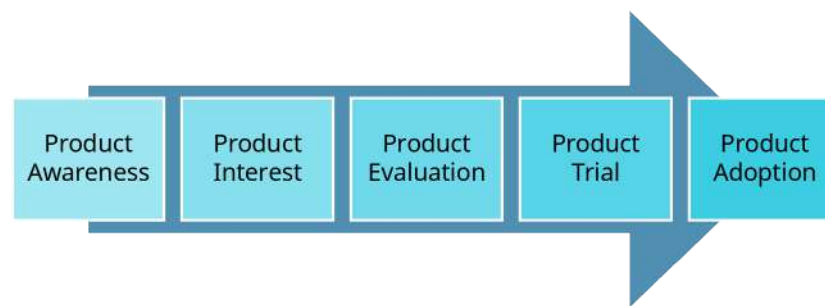 Product
Awareness
Product
Interest
Product
Evaluation
Product
Trial
Product
Adoption